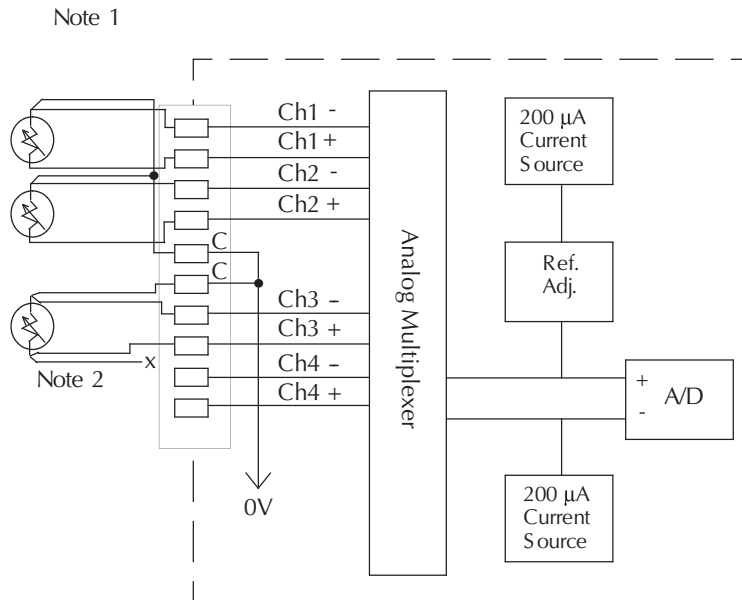 Note 1
Ch1 -
Ch1 +
Ch2 -
Ch2 +
C
C
Ch3 –
Ch3 +
Ch4 –
Ch4 +
x
Note 2
0V
Analog Multiplexer
200 µA
Current
Source
Ref.
Adj.
+
-
A/D
200 µA
Current
Source